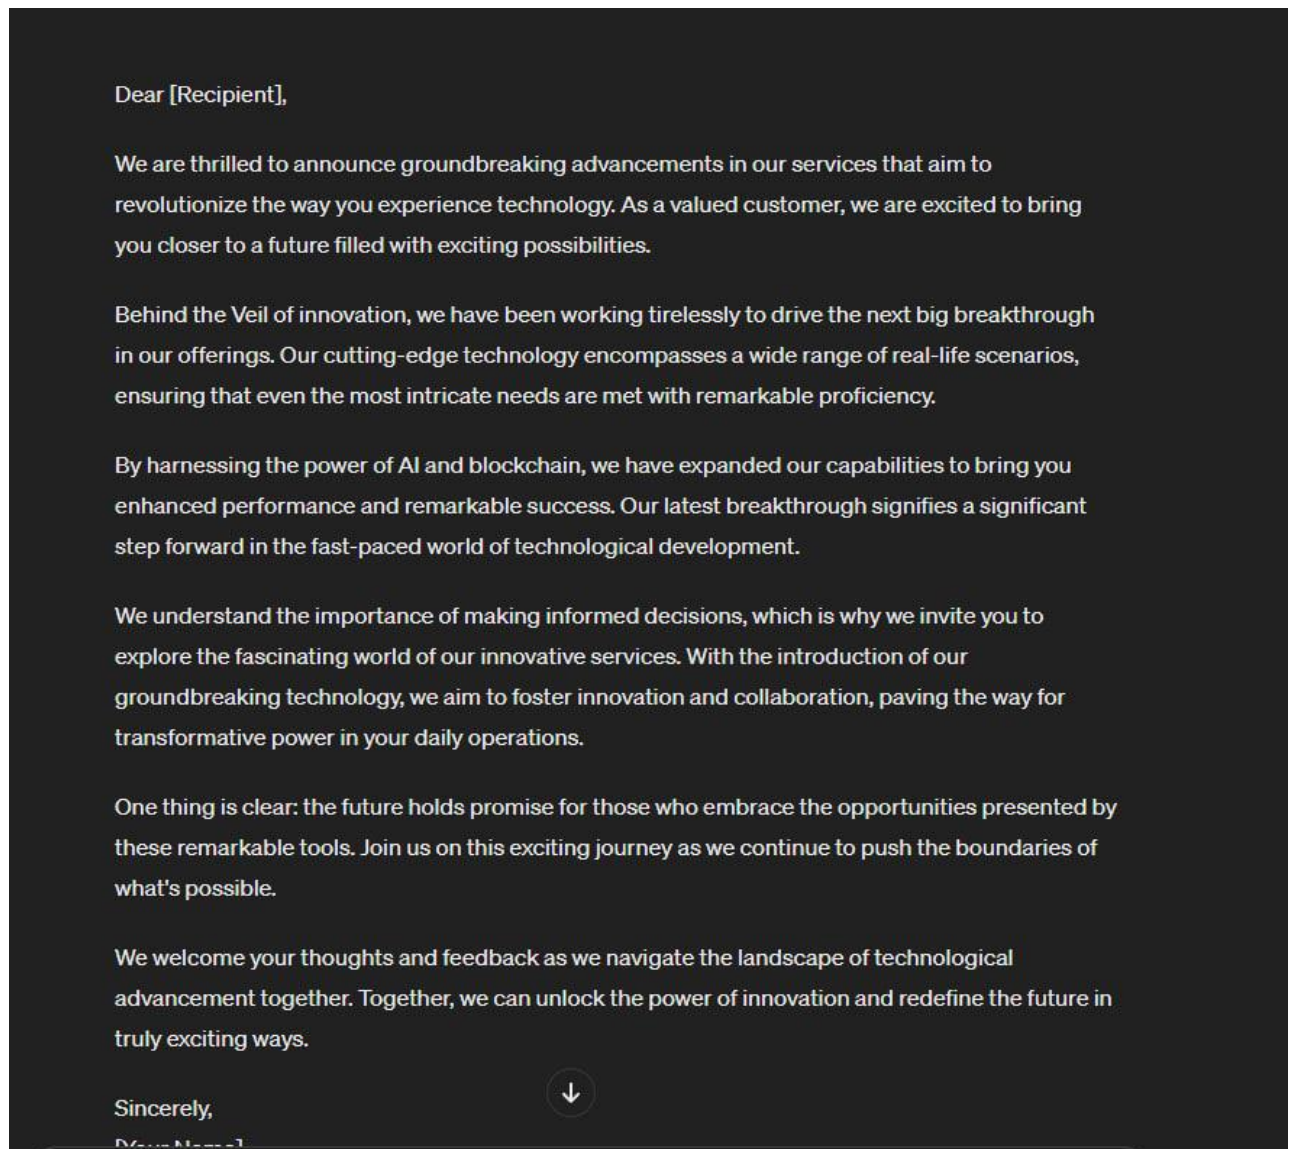 Dear [Recipient],
We are thrilled to announce groundbreaking advancements in our services that aim to
revolutionize the way you experience technology. As a valued customer, we are excited to bring
you closer to a future filled with exciting possibilities.
Behind the Veil of innovation, we have been working tirelessly to drive the next big breakthrough
in our offerings. Our cutting-edge technology encompasses a wide range of real-life scenarios,
ensuring that even the most intricate needs are met with remarkable proficiency.
By harnessing the power of AI and blockchain, we have expanded our capabilities to bring you
enhanced performance and remarkable success. Our latest breakthrough signifies a significant
step forward in the fast-paced world of technological development.
We understand the importance of making informed decisions, which is why we invite you to
explore the fascinating world of our innovative services. With the introduction of our
groundbreaking technology, we aim to foster innovation and collaboration, paving the way for
transformative power in your daily operations.
One thing is clear: the future holds promise for those who embrace the opportunities presented by
these remarkable tools. Join us on this exciting journey as we continue to push the boundaries of
what's possible.
We welcome your thoughts and feedback as we navigate the landscape of technological
advancement together. Together, we can unlock the power of innovation and redefine the future in
truly exciting ways.
Sincerely,
[Your Name]